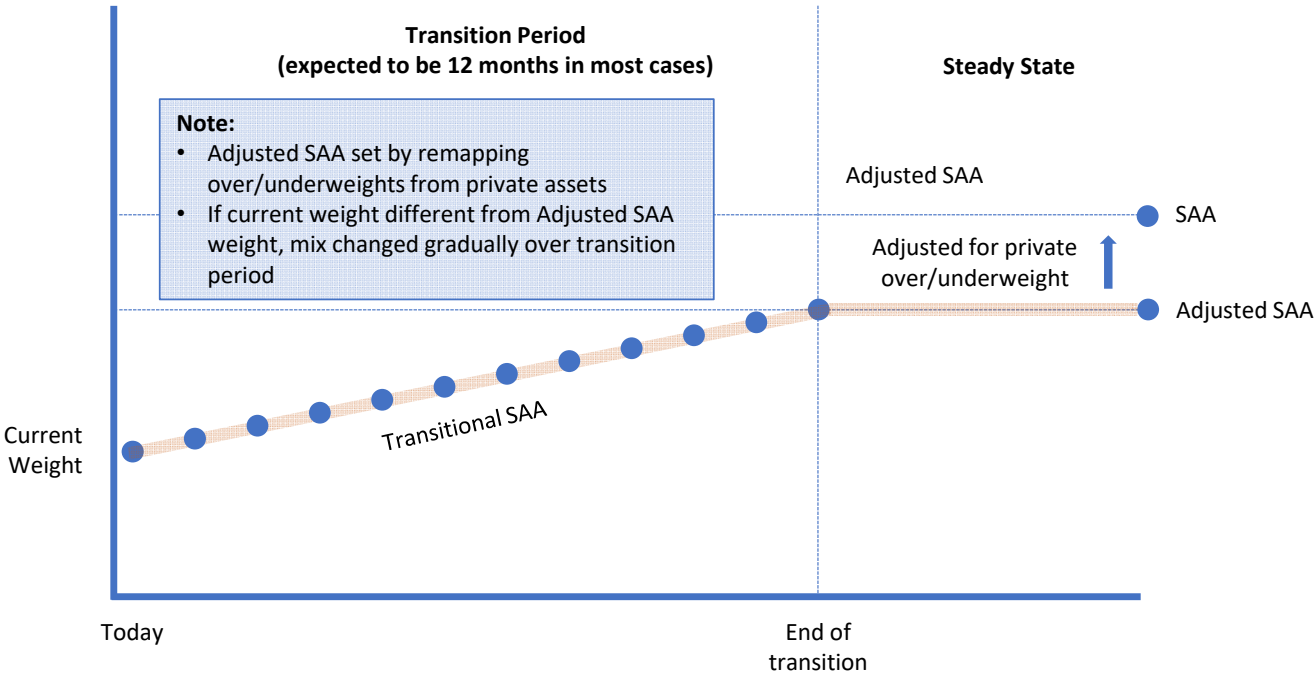 Transition Period
(expected to be 12 months in most cases)
Steady State
Note:
• Adjusted SAA set by remapping
over/underweights from private assets
• If current weight different from Adjusted SAA
weight, mix changed gradually over transition
period
Adjusted SAA
SAA
Adjusted for private
over/underweight
Adjusted SAA
Transitional SAA
Current
Weight
Today
End of
transition